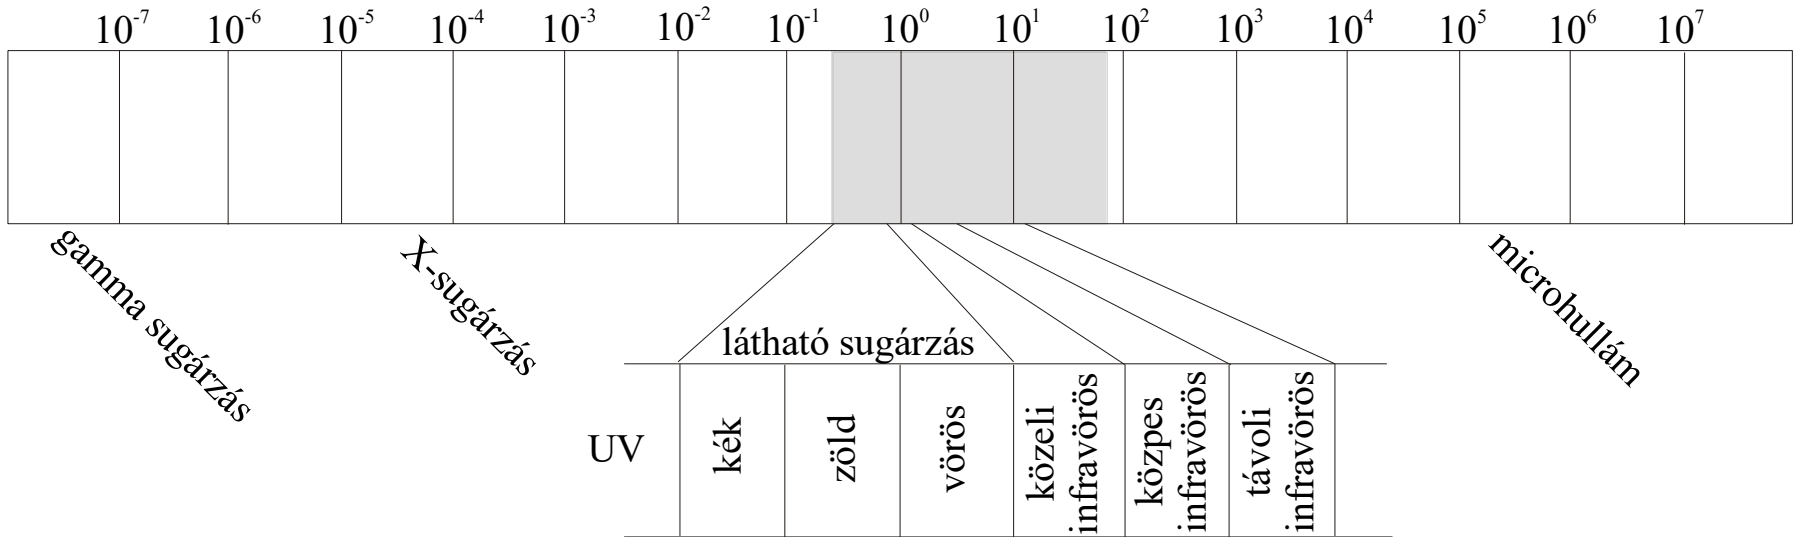 10⁻⁷ 10⁻⁶ 10⁻⁵ 10⁻⁴ 10⁻³ 10⁻² 10⁻¹ 10⁰ 10¹ 10² 10³ 10⁴ 10⁵ 10⁶ 10⁷
gamma sugárzás
X-sugárzás
microhullám
látható sugárzás
UV
kék
zöld
vörös
közeli
infravörös
közpes
infravörös
távoli
infravörös